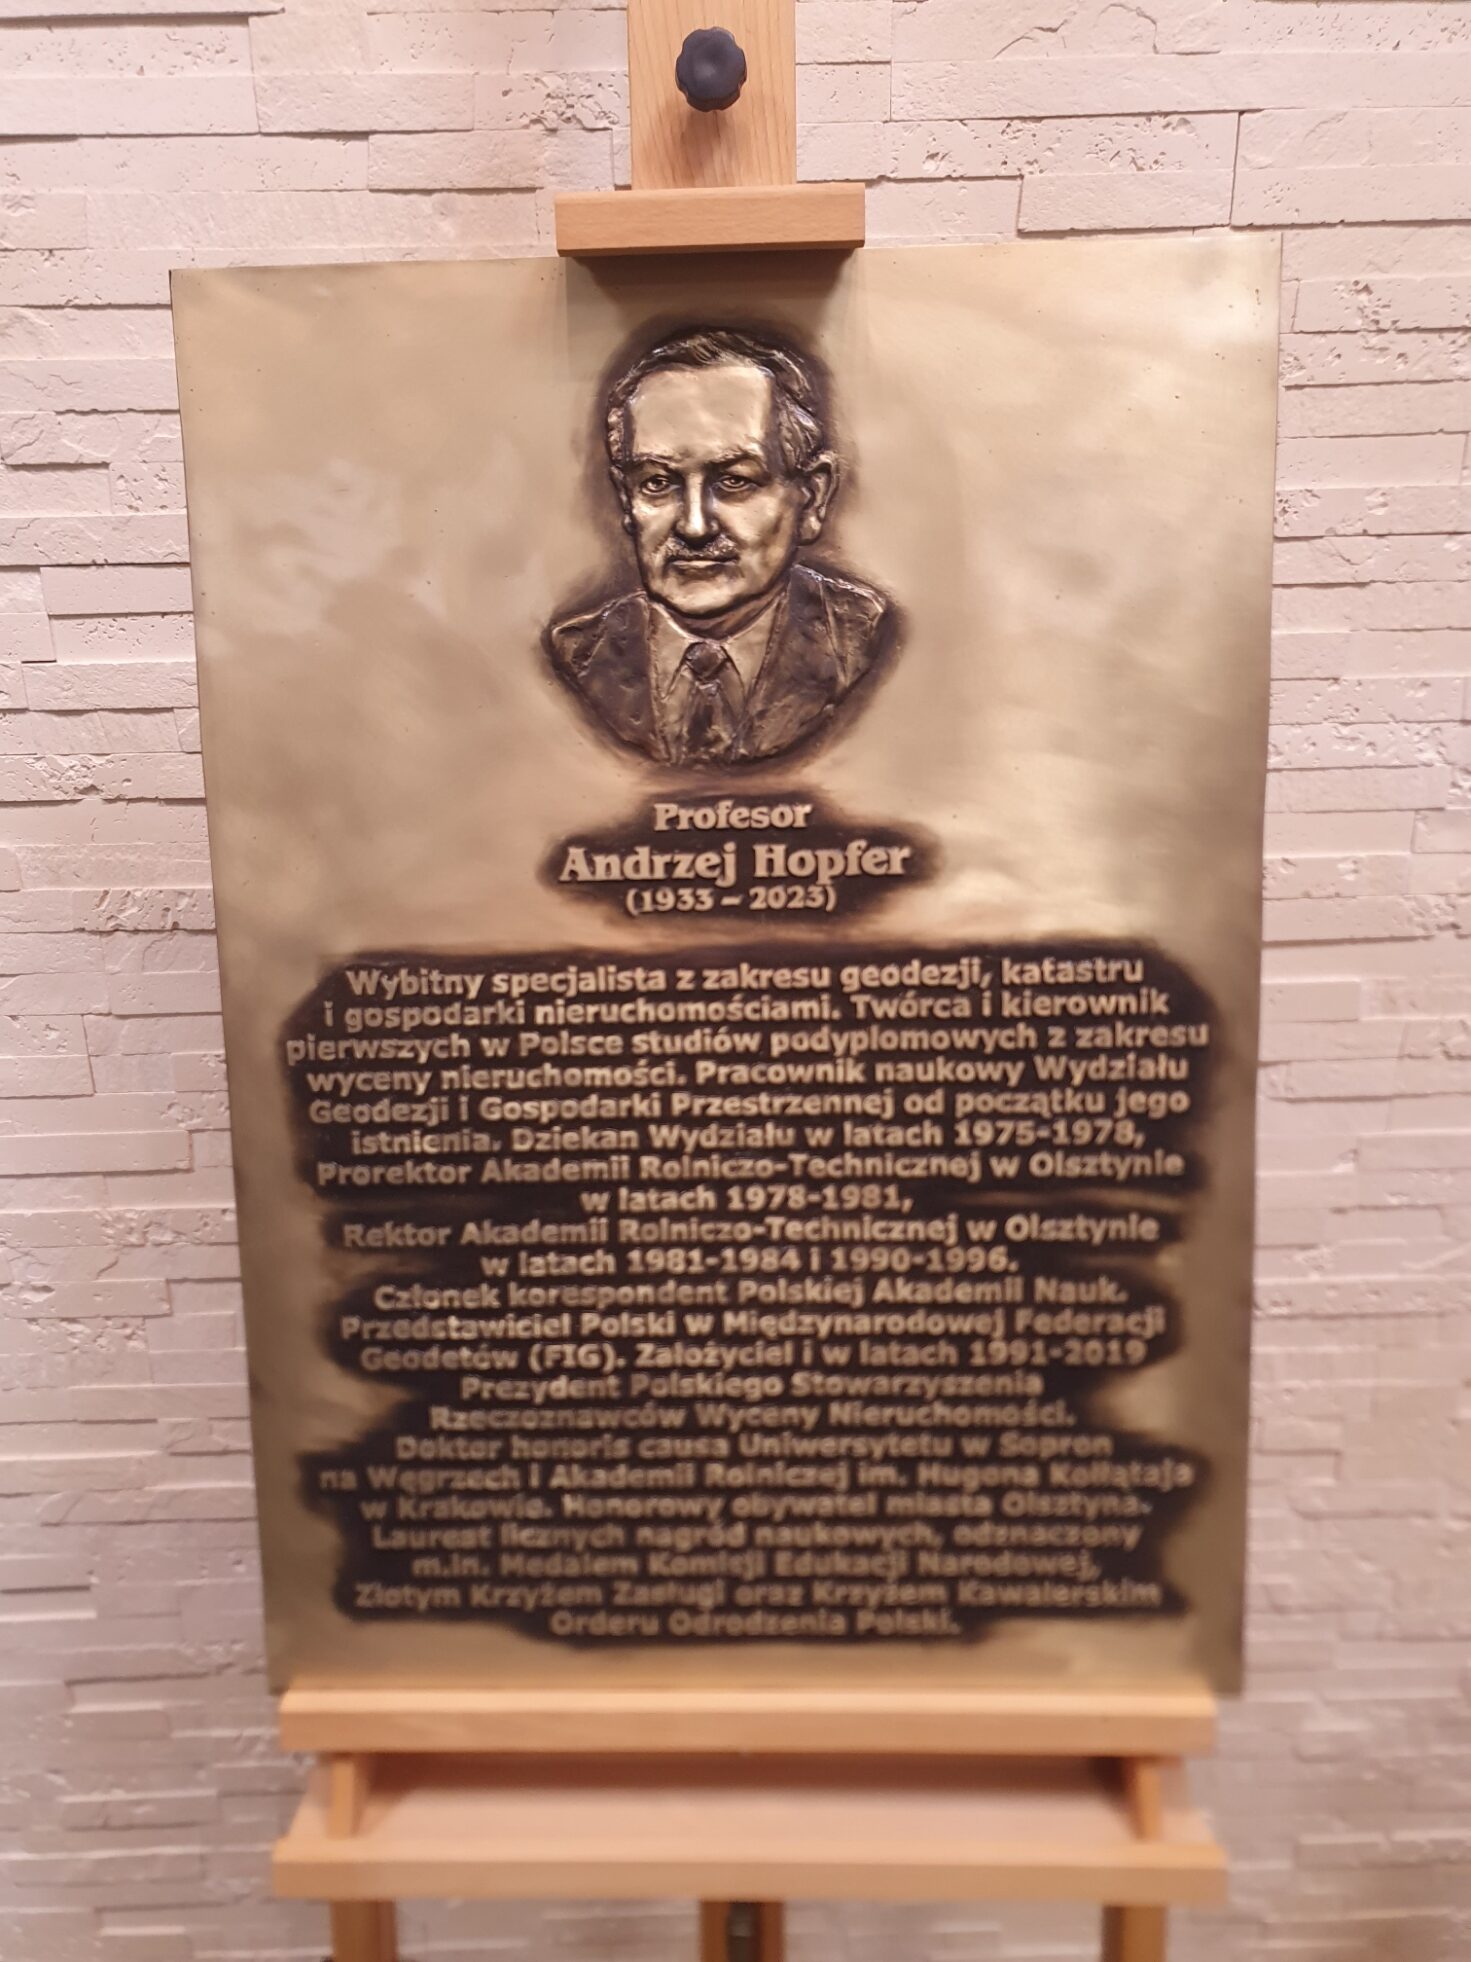 Profesor
Andrzej Hopfer
(1933 – 2023)
Wybitny specjalista z zakresu geodezji, katastru
i gospodarki nieruchomościami. Twórca i kierownik
pierwszych w Polsce studiów podyplomowych z zakresu
wyceny nieruchomości. Pracownik naukowy Wydziału
Geodezji i Gospodarki Przestrzennej od początku jego
istnienia. Dziekan Wydziału w latach 1975-1978,
Prorektor Akademii Rolniczo-Technicznej w Olsztynie
w latach 1978-1981,
Rektor Akademii Rolniczo-Technicznej w Olsztynie
w latach 1981-1984 i 1990-1996.
Członek korespondent Polskiej Akademii Nauk.
Przedstawiciel Polski w Międzynarodowej Federacji
Geodetów (FIG). Założyciel i w latach 1991-2019
Prezydent Polskiego Stowarzyszenia
Rzeczoznawców Wyceny Nieruchomości.
Doktor honoris causa Uniwersytetu w Sopron
na Węgrzech i Akademii Rolniczej im. Hugona Kołłątaja
w Krakowie. Honorowy obywatel miasta Olsztyna.
Laureat licznych nagród naukowych, odznaczony
m.in. Medalem Komisji Edukacji Narodowej,
Złotym Krzyżem Zasługi oraz Krzyżem Kawalerskim
Orderu Odrodzenia Polski.